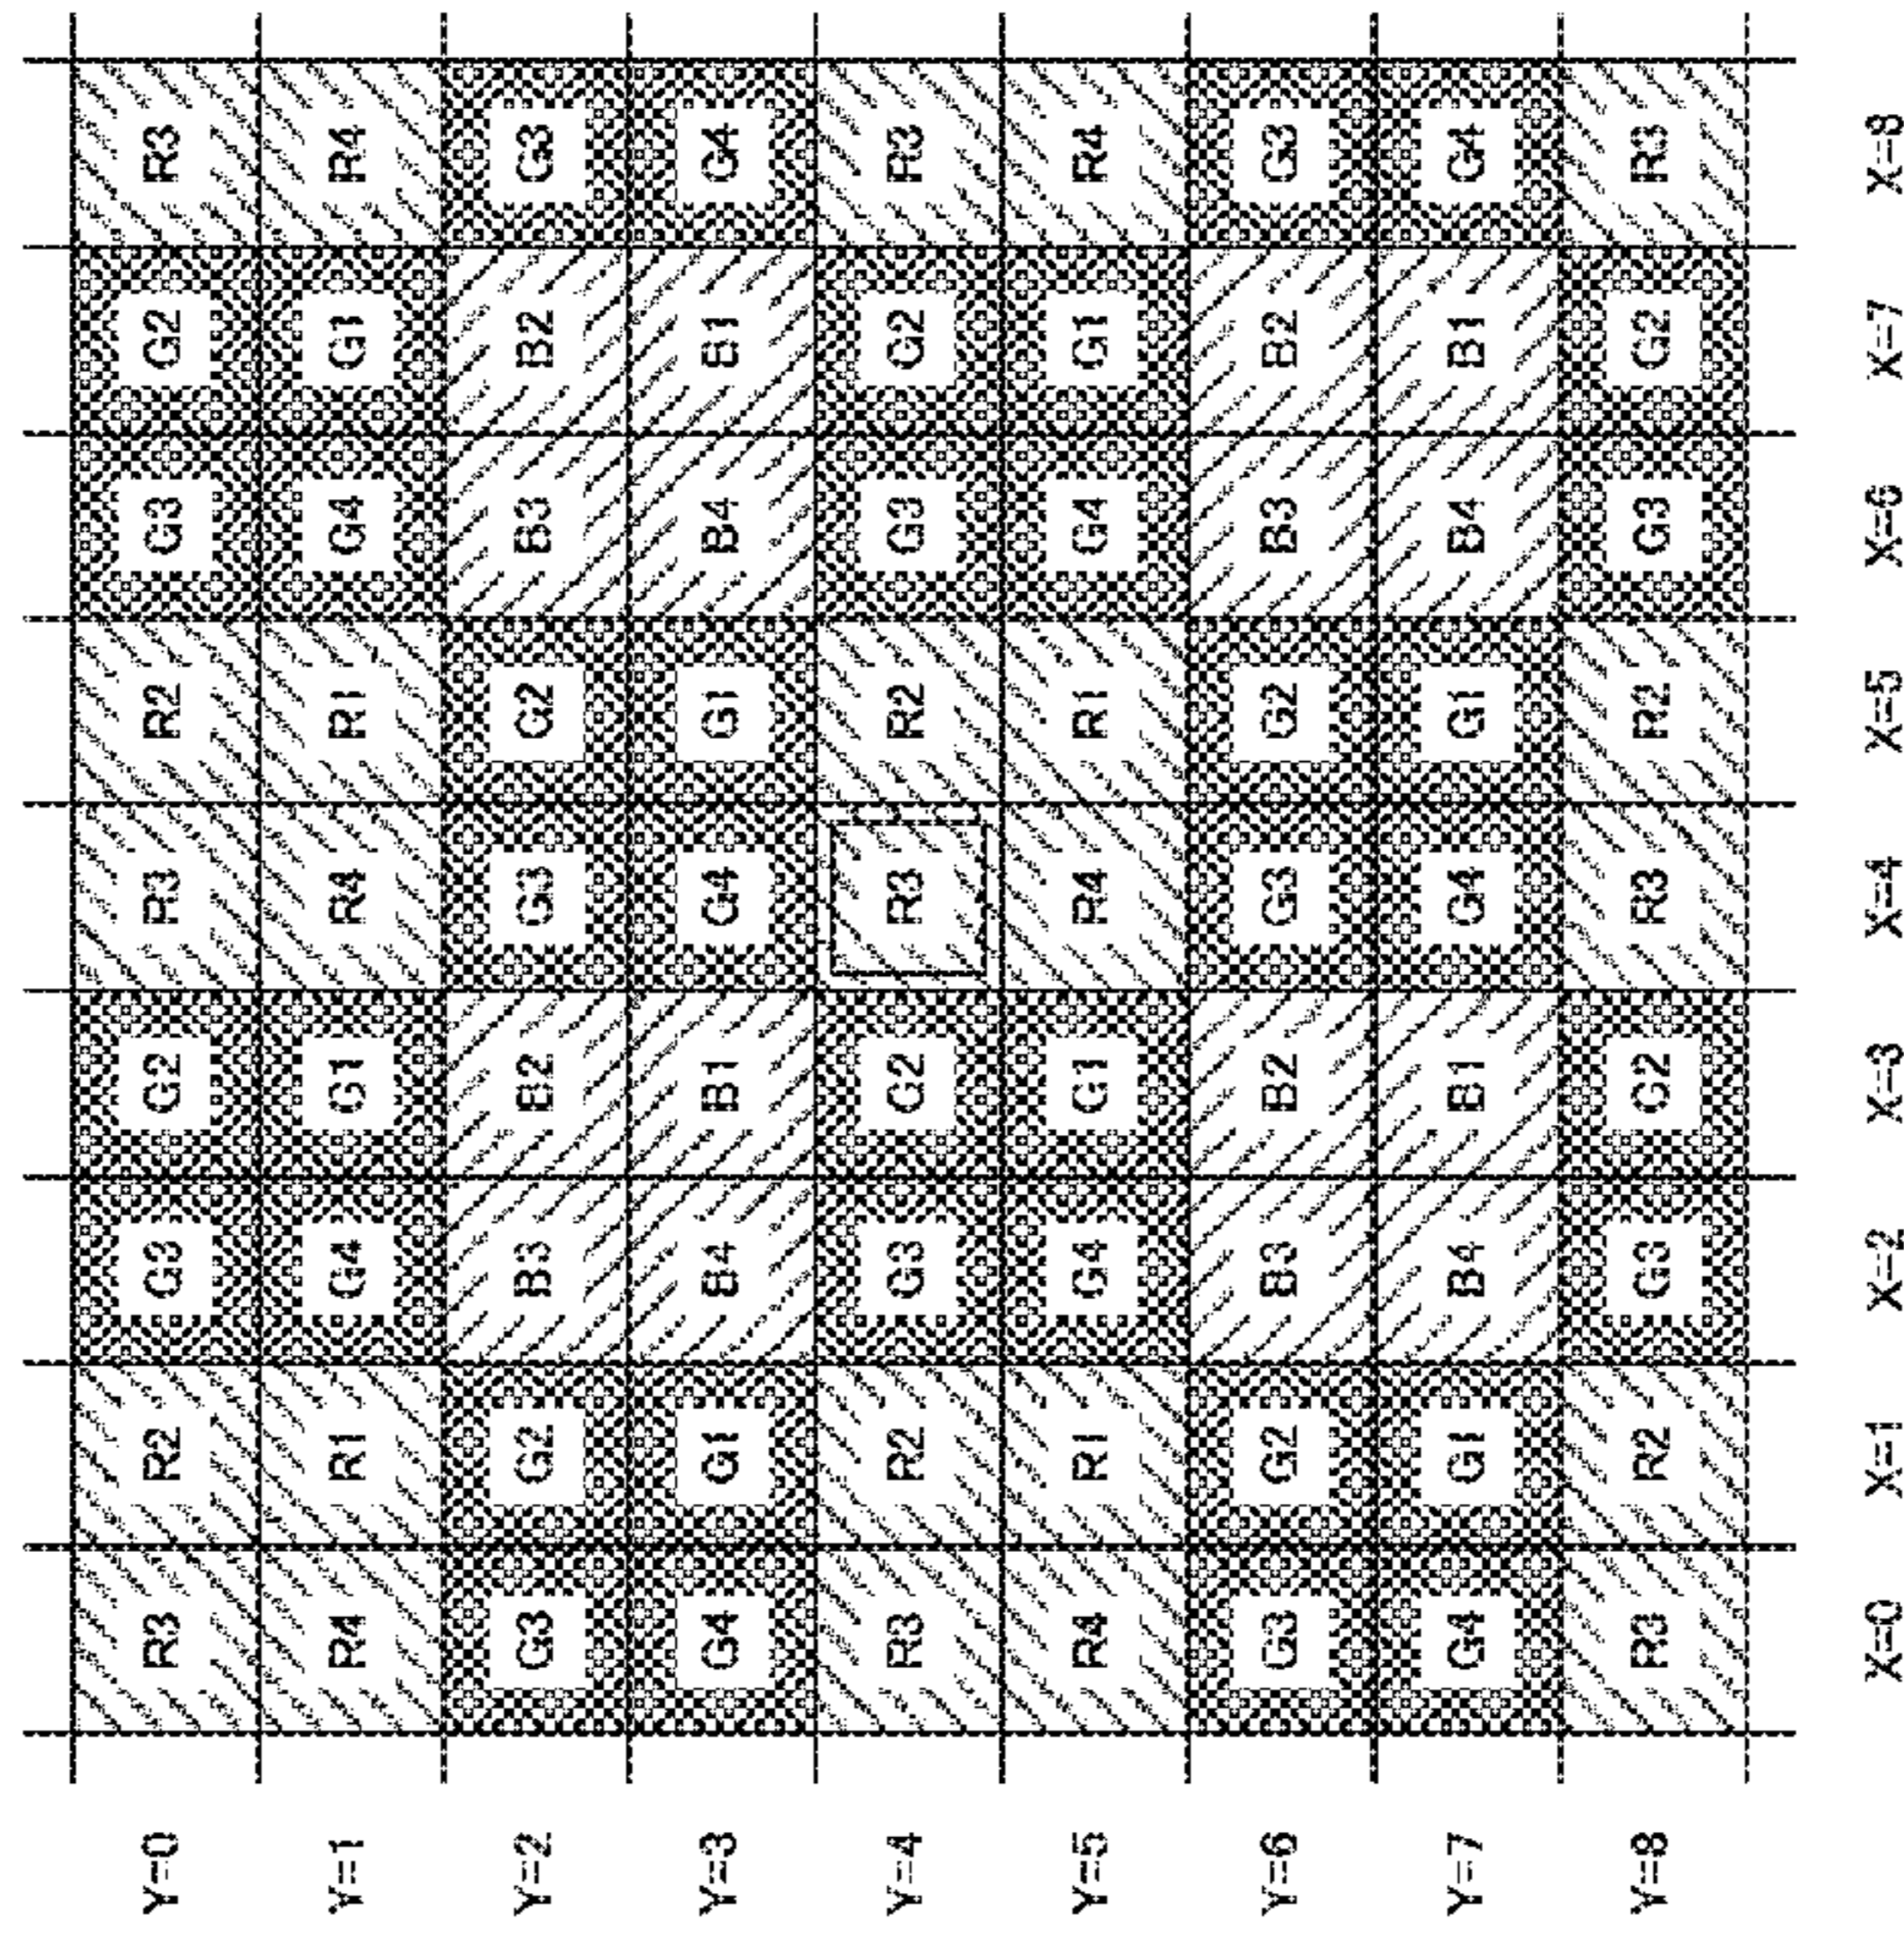 Y=0 R3 R2 G3 G2 R3 R2 G3 G2 R3
Y=1 R4 R1 G4 G1 R4 R1 G4 G1 R4
Y=2 G3 G2 B3 B2 G3 G2 B3 B2 G3
Y=3 G4 G1 B4 B1 G4 G1 B4 B1 G4
Y=4 R3 R2 G3 G2 R3 R2 G3 G2 R3
Y=5 R4 R1 G4 G1 R4 R1 G4 G1 R4
Y=6 G3 G2 B3 B2 G3 G2 B3 B2 G3
Y=7 G4 G1 B4 B1 G4 G1 B4 B1 G4
Y=8 R3 R2 G3 G2 R3 R2 G3 G2 R3
X=0 X=1 X=2 X=3 X=4 X=5 X=6 X=7 X=8